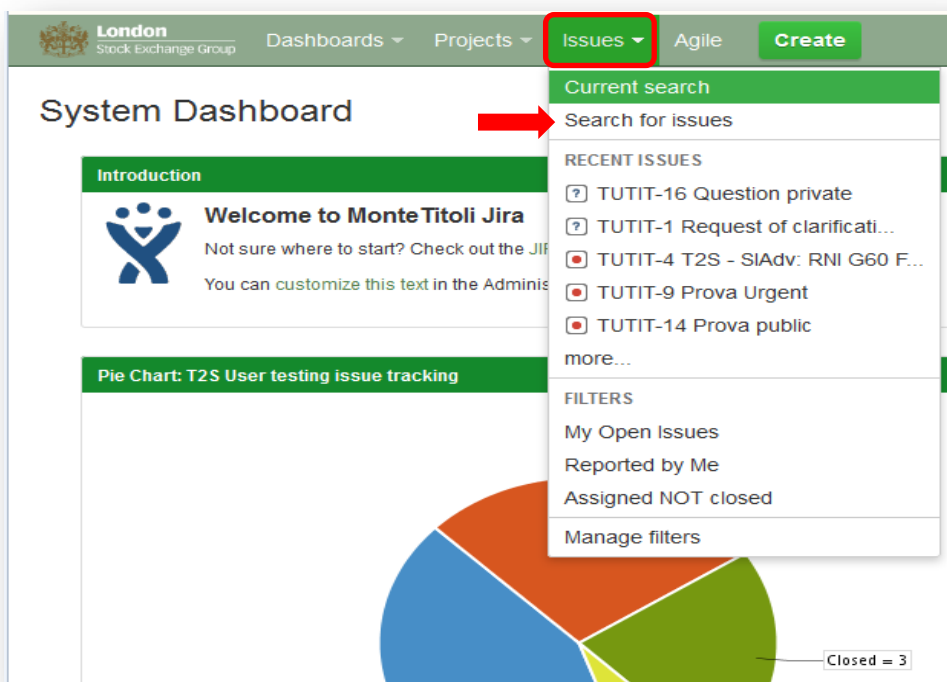 London
Stock Exchange Group
Dashboards
Projects
Issues
Agile
Create
System Dashboard
Current search
Search for issues
RECENT ISSUES
TUTIT-16 Question private
TUTIT-1 Request of clarificati...
TUTIT-4 T2S - SIAdv: RNI G60 F...
TUTIT-9 Prova Urgent
TUTIT-14 Prova public
more...
FILTERS
My Open Issues
Reported by Me
Assigned NOT closed
Manage filters
Introduction
Welcome to MonteTitoli Jira
Not sure where to start? Check out the
You can customize this text in the Adminis
Pie Chart: T2S User testing issue tracking
Closed = 3